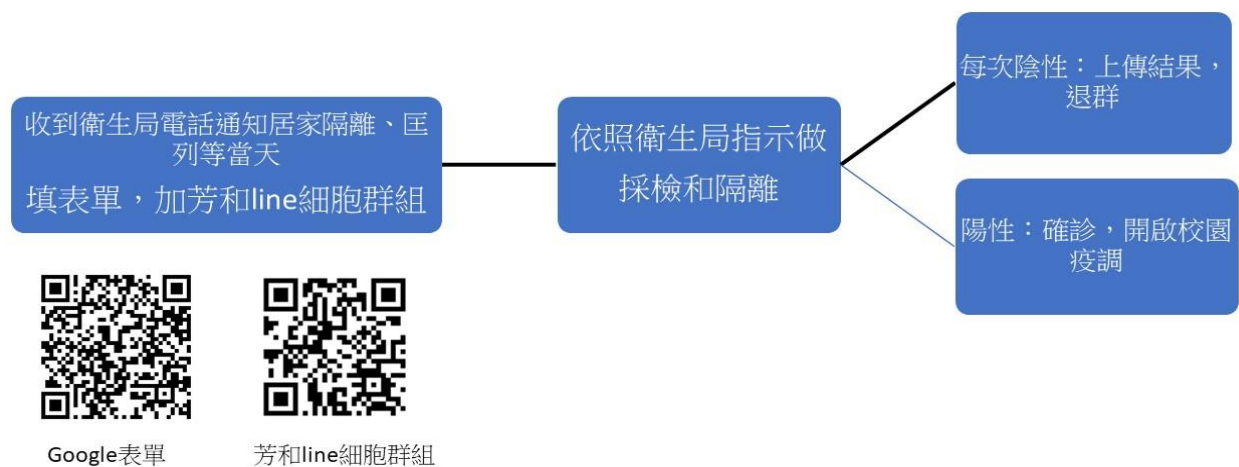 收到衛生局電話通知居家隔離、匡
列等當天
填表單，加芳和line細胞群組
依照衛生局指示做
採檢和隔離
每次陰性：上傳結果，
退群
陽性：確診，開啟校園
疫調
Google表單
芳和line細胞群組